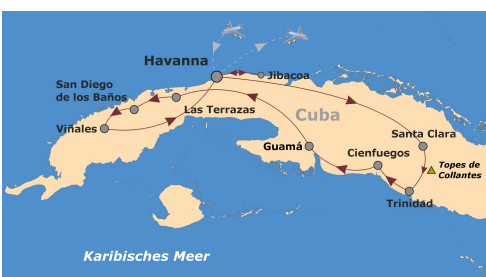 Havanna
Jibacoa
San Diego
de los Baños
Las Terrazas
Cuba
Viñales
Santa Clara
Guamá
Cienfuegos
Topes de
Collantes
Trinidad
Karibisches Meer